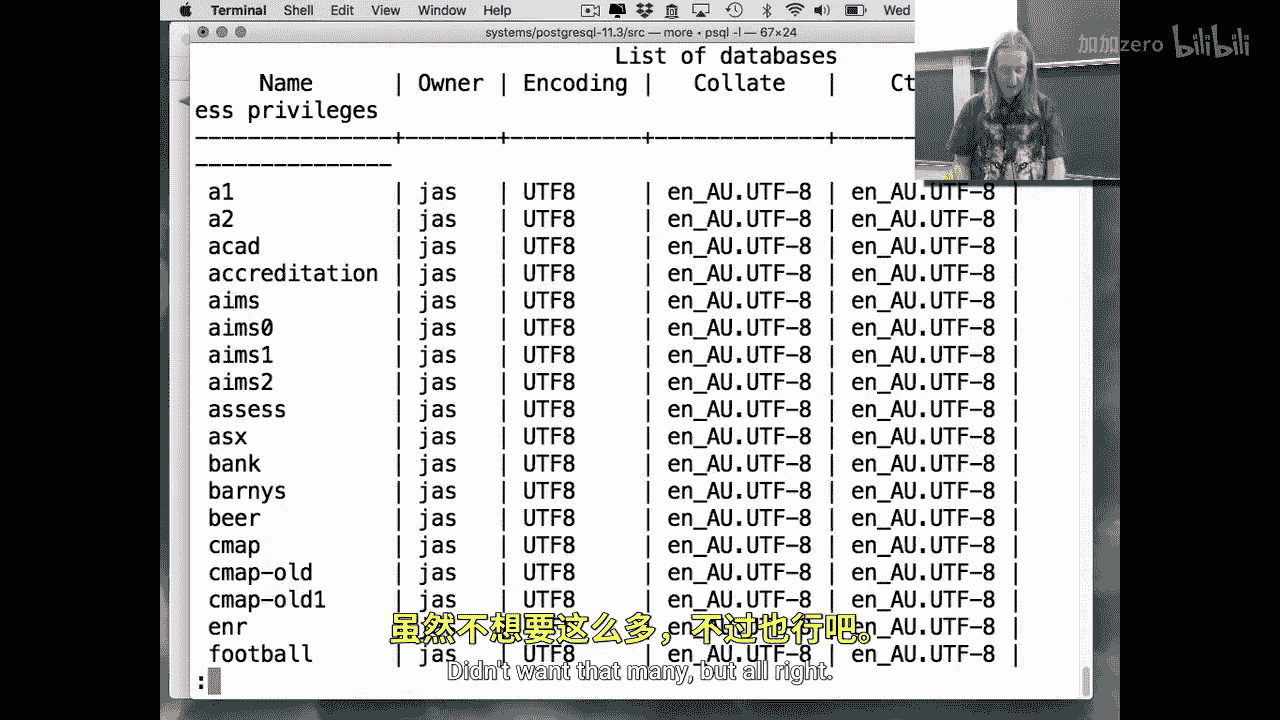 Terminal Shell Edit View Window Help Wed
systems/postgresql-11.3/src — more ◂ psql -l — 67×24
加加zero bilibili
List of databases
Name | Owner | Encoding | Collate | Ct
ess privileges
---------------+-------+----------+-------------+------
---------------
a1 | jas | UTF8 | en_AU.UTF-8 | en_AU.UTF-8 |
a2 | jas | UTF8 | en_AU.UTF-8 | en_AU.UTF-8 |
acad | jas | UTF8 | en_AU.UTF-8 | en_AU.UTF-8 |
accreditation | jas | UTF8 | en_AU.UTF-8 | en_AU.UTF-8 |
aims | jas | UTF8 | en_AU.UTF-8 | en_AU.UTF-8 |
aims0 | jas | UTF8 | en_AU.UTF-8 | en_AU.UTF-8 |
aims1 | jas | UTF8 | en_AU.UTF-8 | en_AU.UTF-8 |
aims2 | jas | UTF8 | en_AU.UTF-8 | en_AU.UTF-8 |
assess | jas | UTF8 | en_AU.UTF-8 | en_AU.UTF-8 |
asx | jas | UTF8 | en_AU.UTF-8 | en_AU.UTF-8 |
bank | jas | UTF8 | en_AU.UTF-8 | en_AU.UTF-8 |
barnys | jas | UTF8 | en_AU.UTF-8 | en_AU.UTF-8 |
beer | jas | UTF8 | en_AU.UTF-8 | en_AU.UTF-8 |
cmap | jas | UTF8 | en_AU.UTF-8 | en_AU.UTF-8 |
cmap-old | jas | UTF8 | en_AU.UTF-8 | en_AU.UTF-8 |
cmap-old1 | jas | UTF8 | en_AU.UTF-8 | en_AU.UTF-8 |
enr | jas | UTF8 | en_AU.UTF-8 | en_AU.UTF-8 |
football | jas | UTF8 | en_AU.UTF-8 | en_AU.UTF-8 |
:
虽然不想要这么多，不过也行吧。
Didn't want that many, but all right.